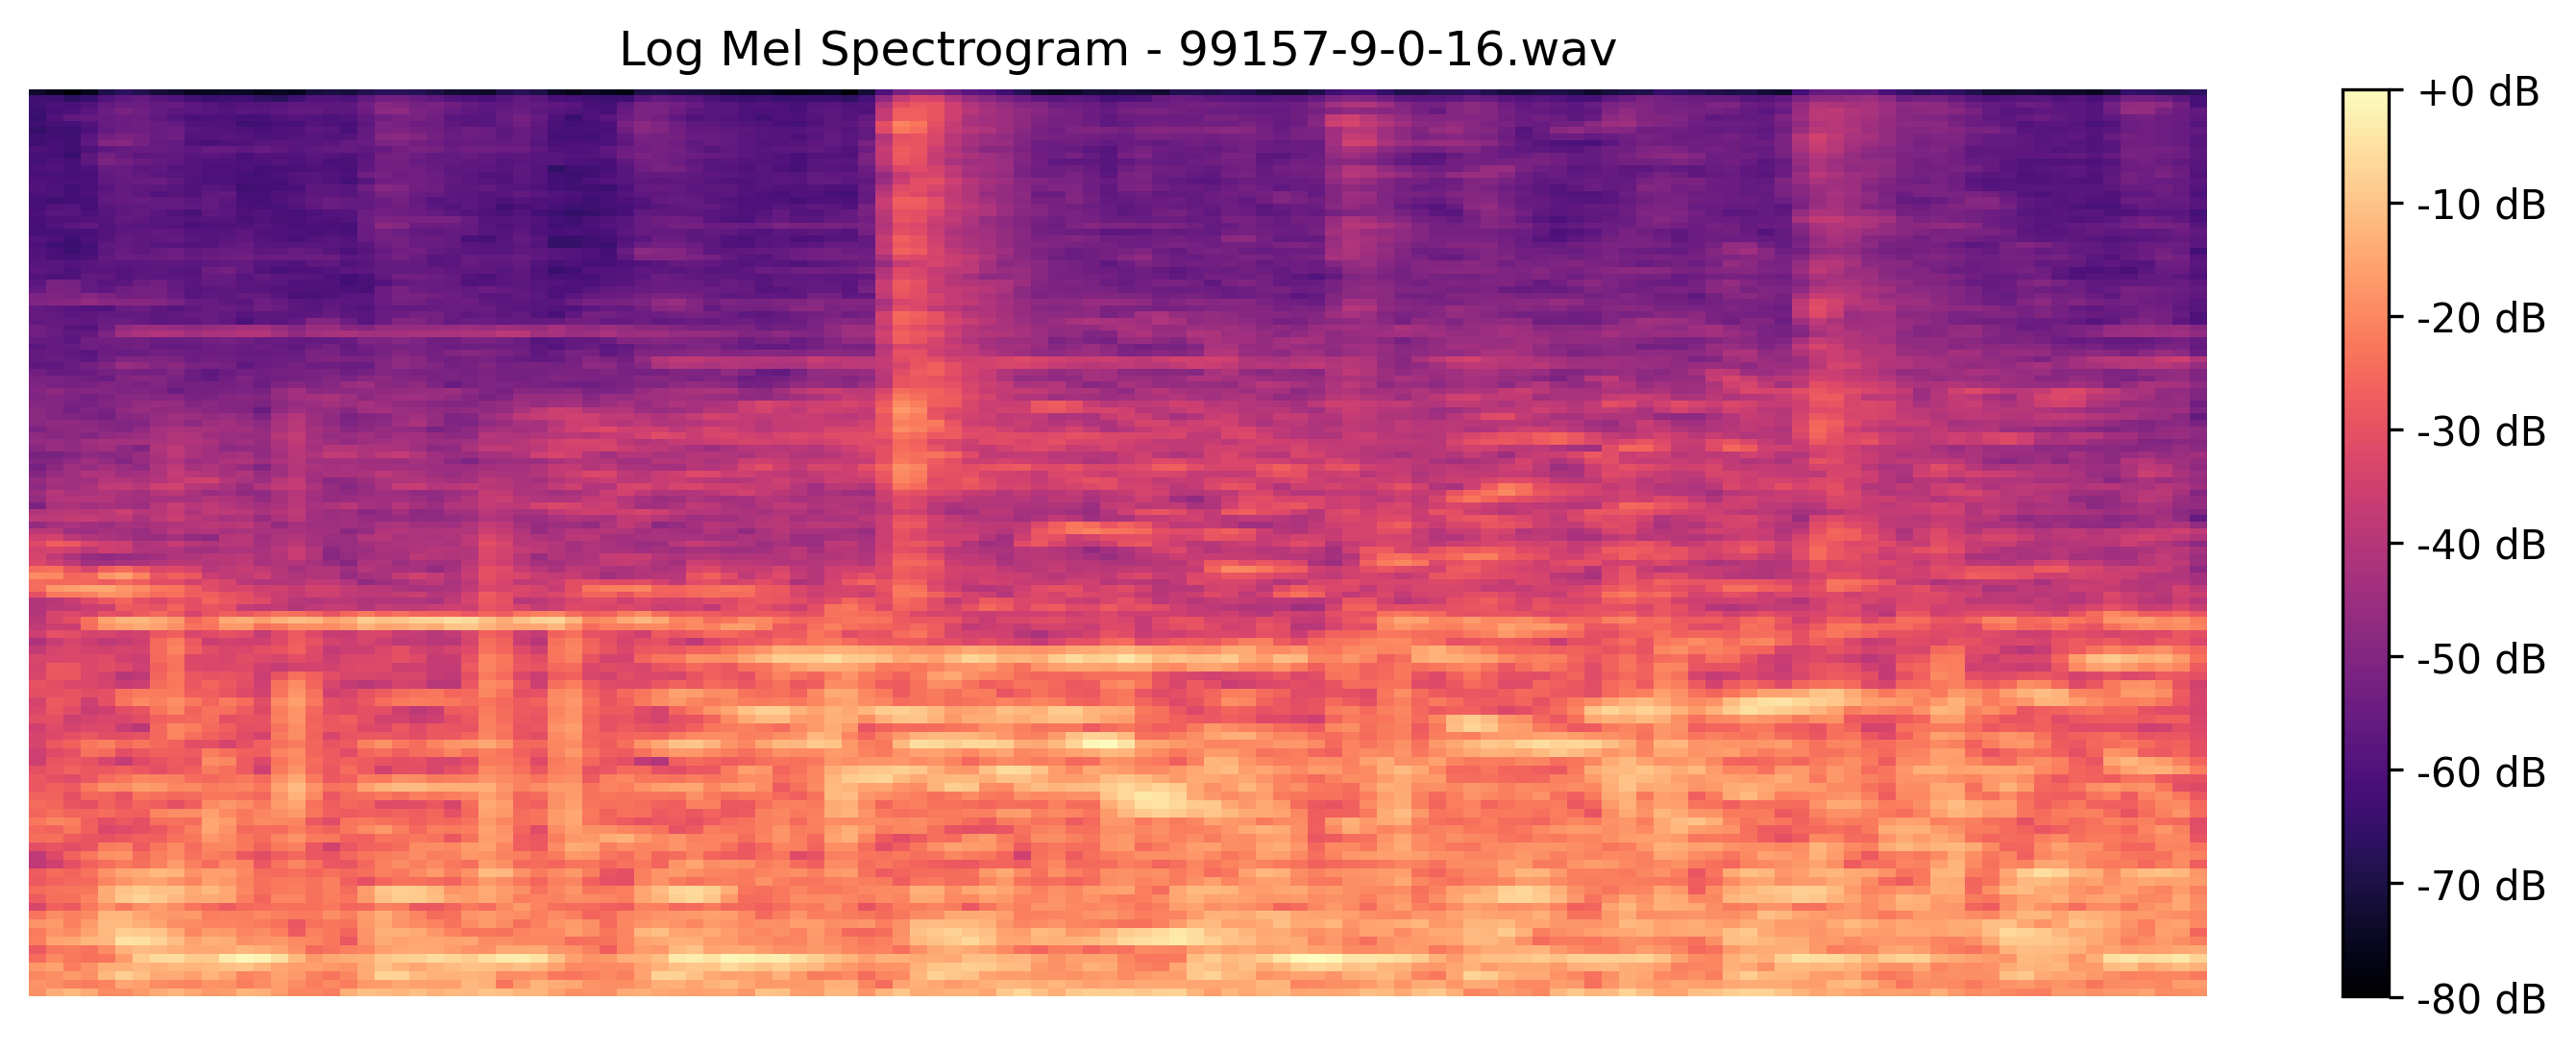 Log Mel Spectrogram - 99157-9-0-16.wav
+0 dB
-10 dB
-20 dB
-30 dB
-40 dB
-50 dB
-60 dB
-70 dB
-80 dB